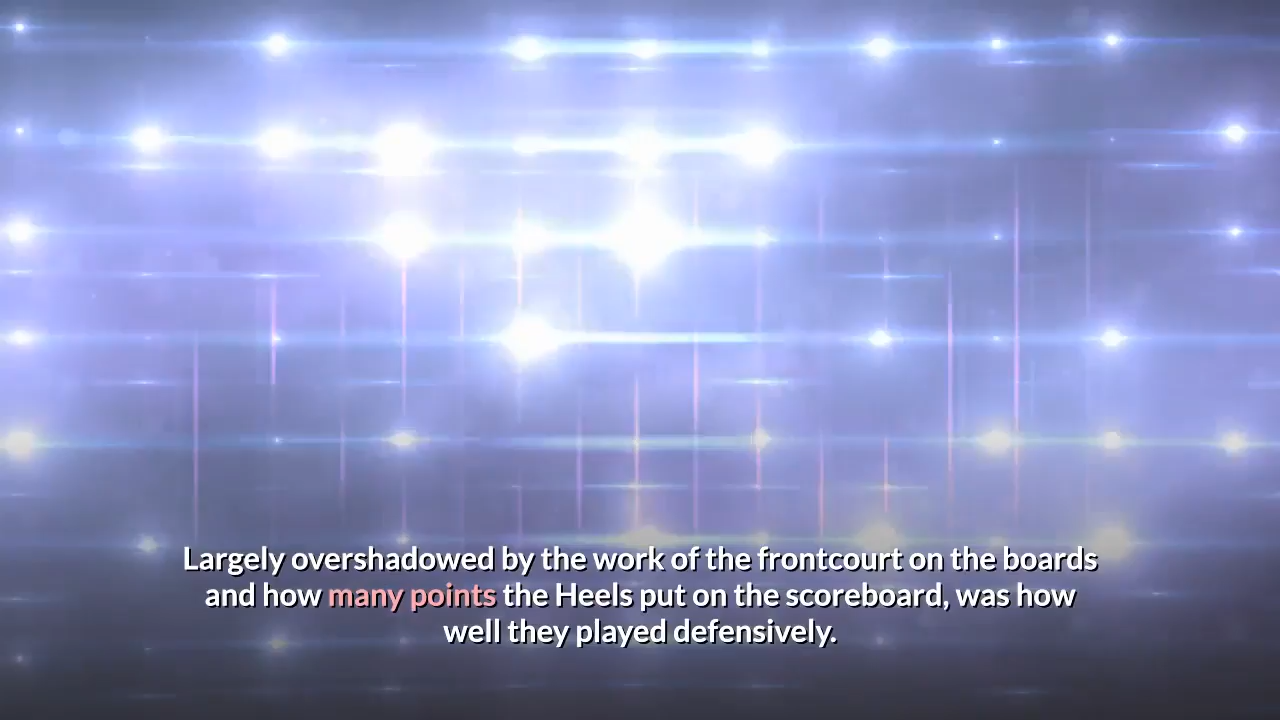 Largely overshadowed by the work of the frontcourt on the boards
and how many points the Heels put on the scoreboard, was how
well they played defensively.